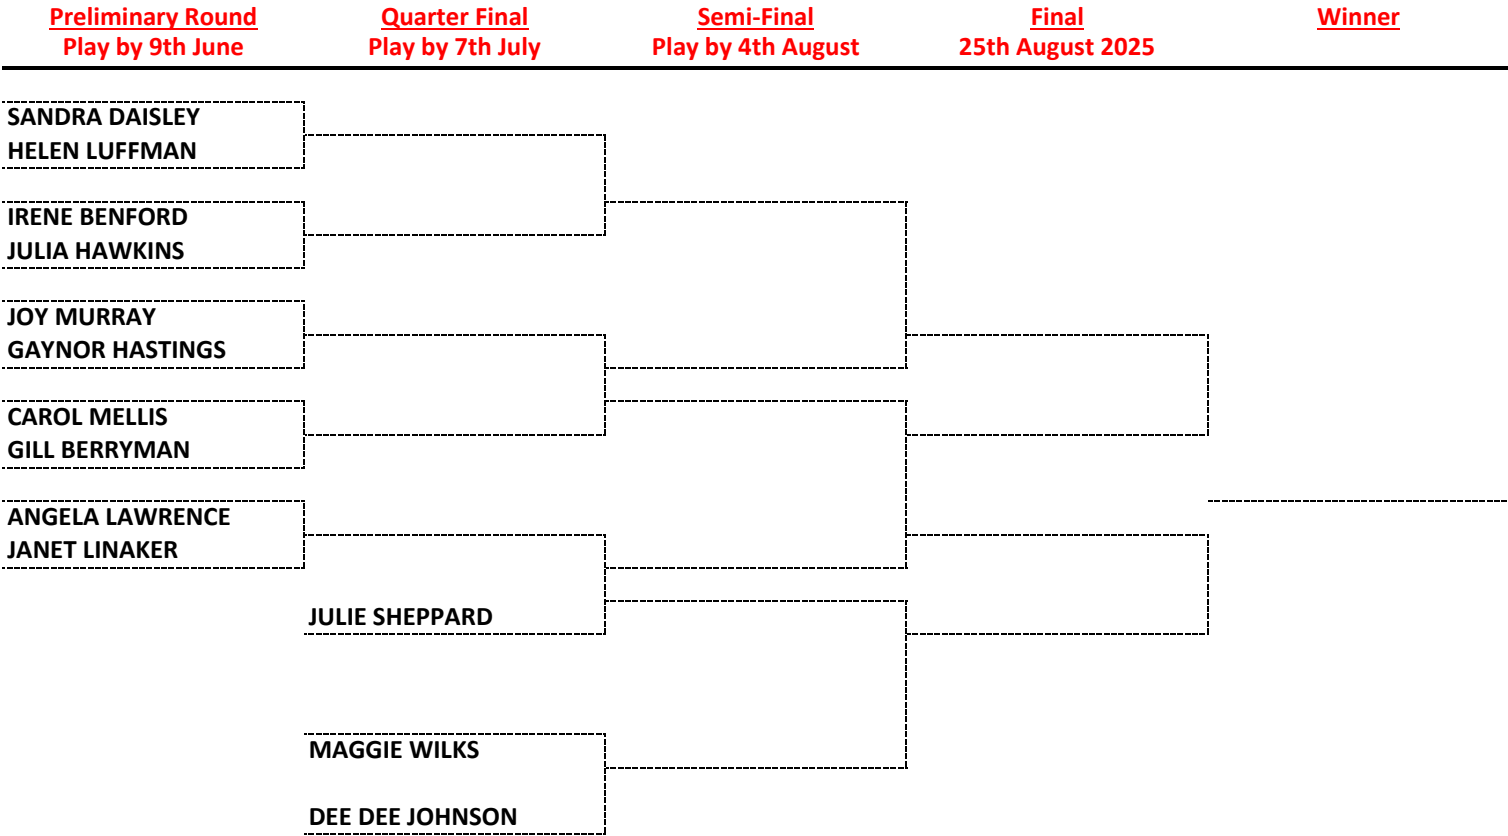 Preliminary Round
Play by 9th June
Quarter Final
Play by 7th July
Semi-Final
Play by 4th August
Final
25th August 2025
Winner
SANDRA DAISLEY
HELEN LUFFMAN
IRENE BENFORD
JULIA HAWKINS
JOY MURRAY
GAYNOR HASTINGS
CAROL MELLIS
GILL BERRYMAN
ANGELA LAWRENCE
JANET LINAKER
JULIE SHEPPARD
MAGGIE WILKS
DEE DEE JOHNSON